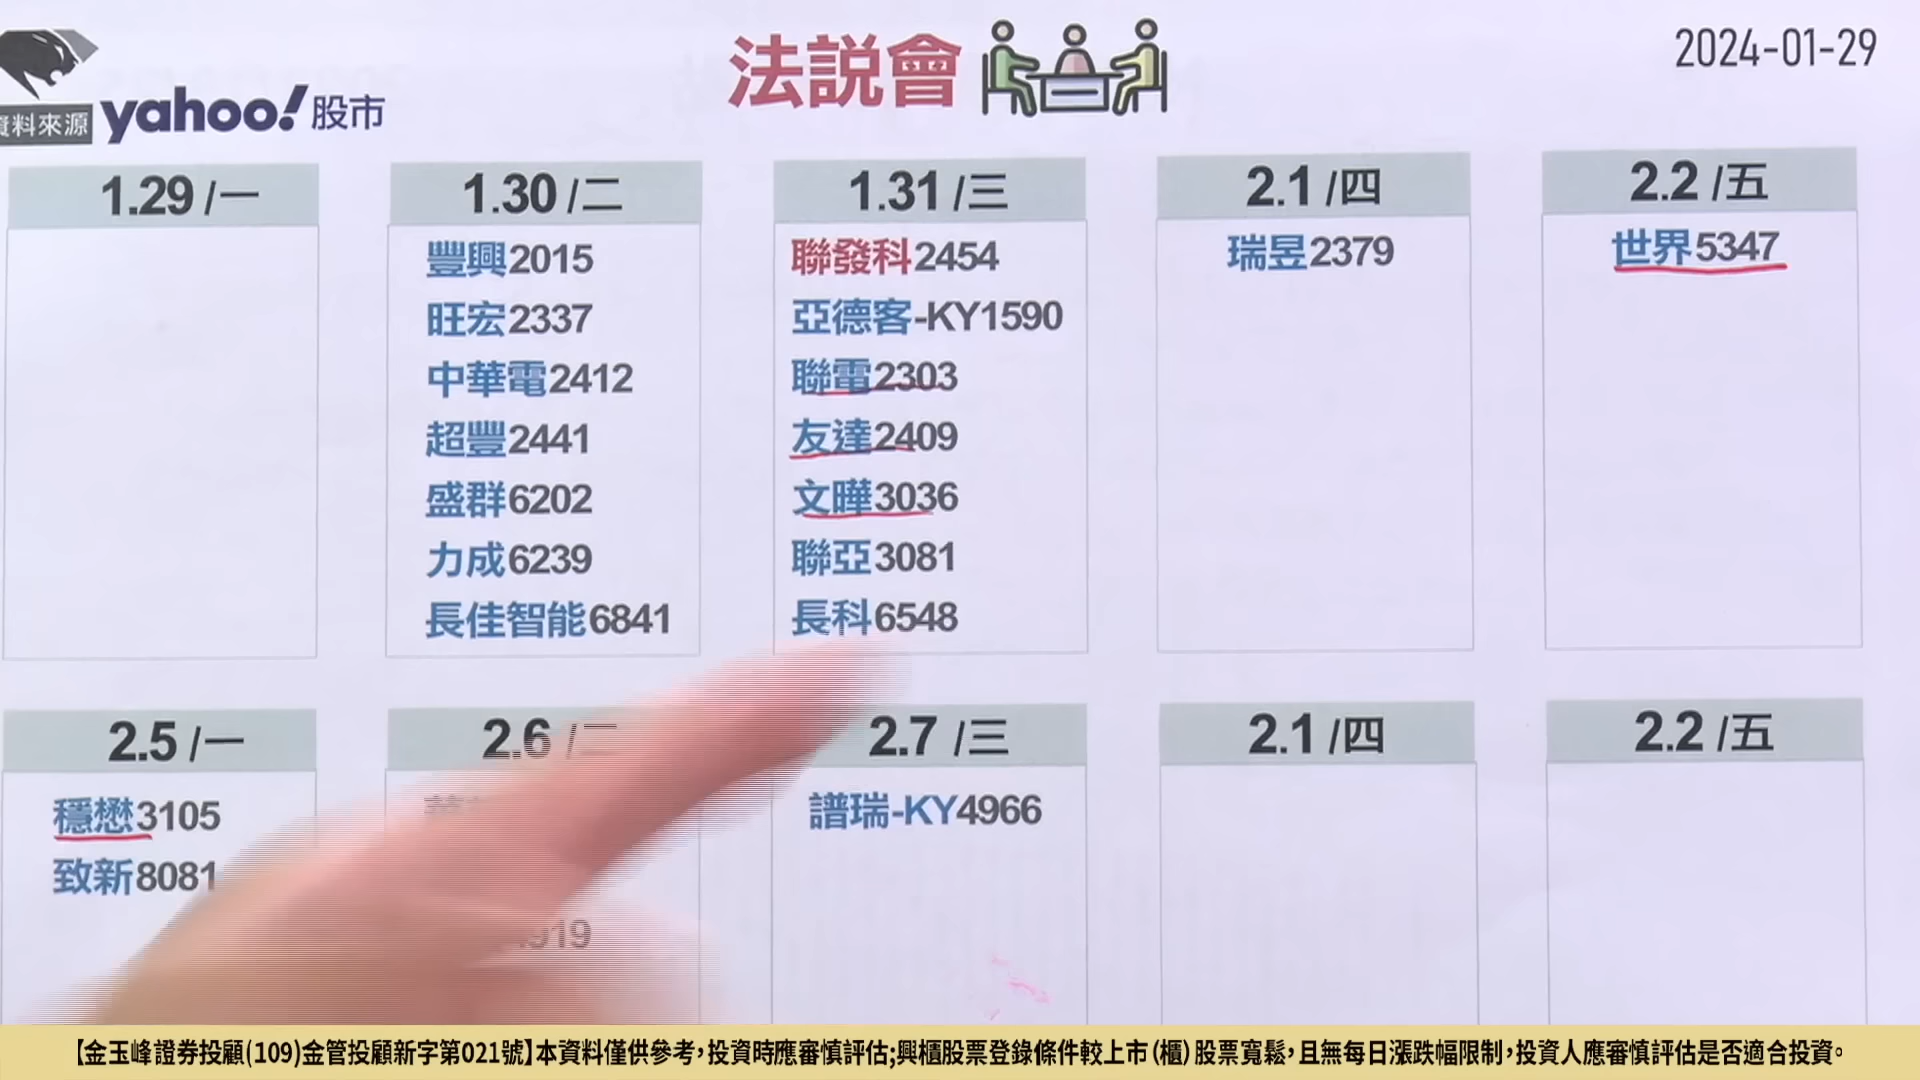 法説會
2024-01-29
資料來源 yahoo!股市
1.29 /一
1.30 /二
豐興2015
旺宏2337
中華電2412
超豐2441
盛群6202
力成6239
長佳智能6841
1.31 /三
聯發科2454
亞德客-KY1590
聯電2303
友達2409
文曄3036
聯亞3081
長科6548
2.1 /四
瑞昱2379
2.2 /五
世界5347
2.5 /一
穩懋3105
致新8081
2.6 /二
4919
2.7 /三
譜瑞-KY4966
2.1 /四
2.2 /五
【金玉峰證券投顧(109)金管投顧新字第021號】本資料僅供參考，投資時應審慎評估;興櫃股票登錄條件較上市（櫃）股票寬鬆，且無每日漲跌幅限制，投資人應審慎評估是否適合投資。